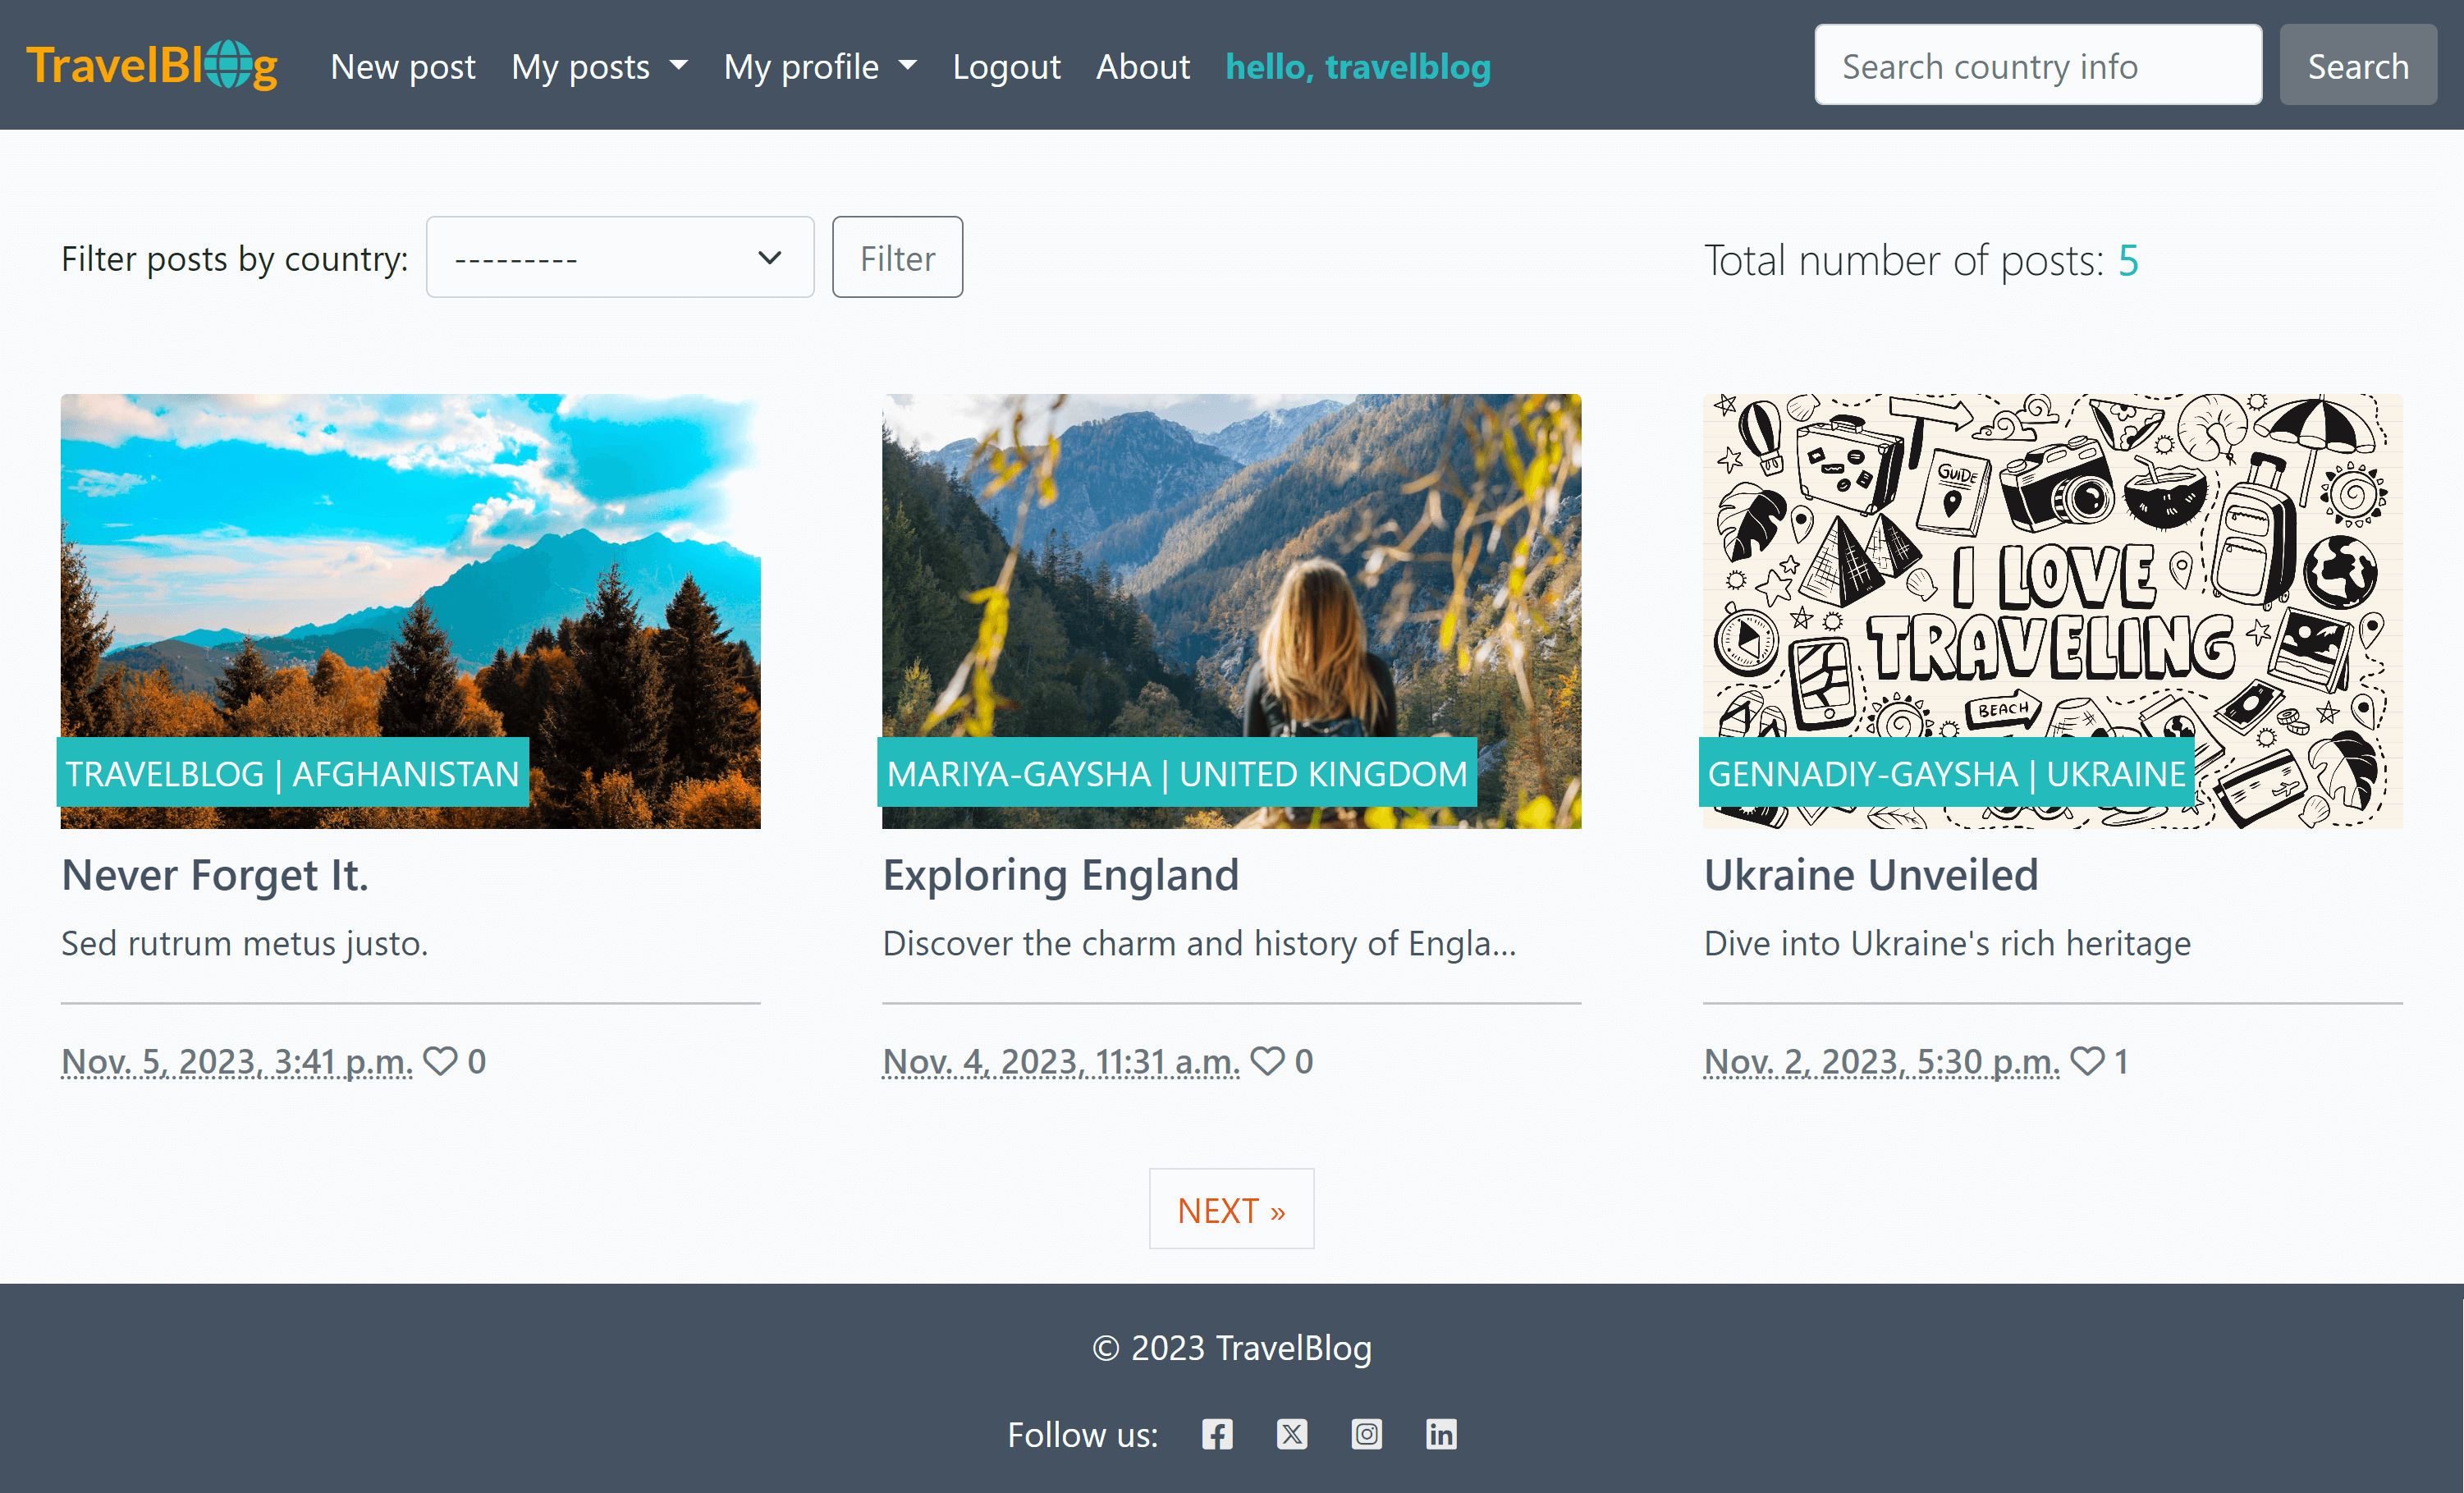 TravelBlog
New post My posts My profile Logout About hello, travelblog
Search country info Search
Filter posts by country: --------- Filter
Total number of posts: 5
GUIDE
I LOVE
TRAVELING
BEACH
TRAVELBLOG | AFGHANISTAN
MARIYA-GAYSHA | UNITED KINGDOM
GENNADIY-GAYSHA | UKRAINE
Never Forget It.
Exploring England
Ukraine Unveiled
Sed rutrum metus justo.
Discover the charm and history of Engla...
Dive into Ukraine's rich heritage
Nov. 5, 2023, 3:41 p.m. 0
Nov. 4, 2023, 11:31 a.m. 0
Nov. 2, 2023, 5:30 p.m. 1
NEXT »
© 2023 TravelBlog
Follow us: